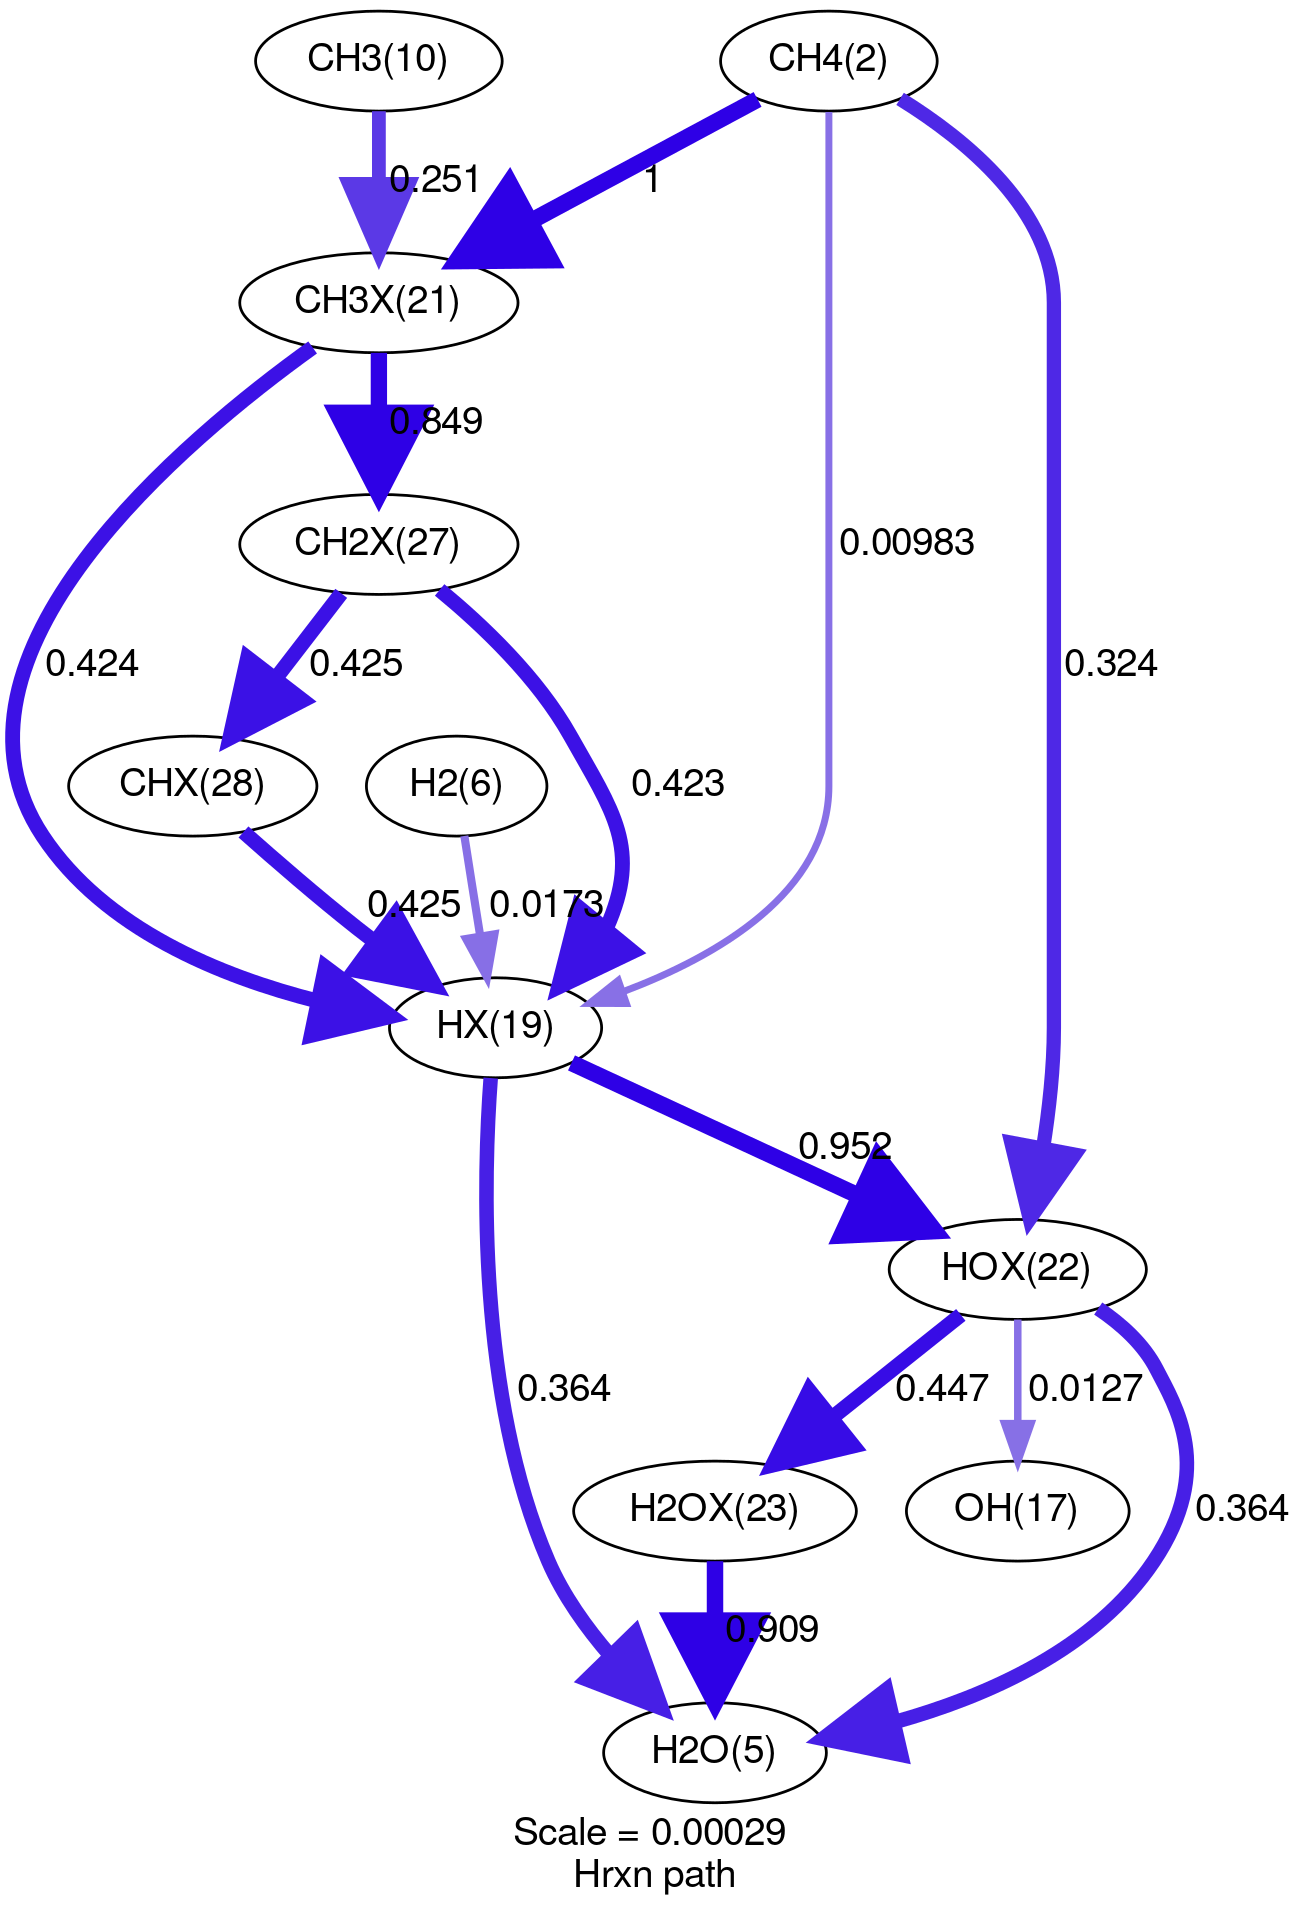 CH3(10)
CH4(2)
0.251
1
CH3X(21)
0.849
CH2X(27)
0.00983
0.424
0.425
0.324
CHX(28)
H2(6)
0.423
0.425
0.0173
HX(19)
0.952
HOX(22)
0.364
0.447
0.0127
H2OX(23)
OH(17)
0.364
0.909
H2O(5)
Scale = 0.00029
Hrxn path